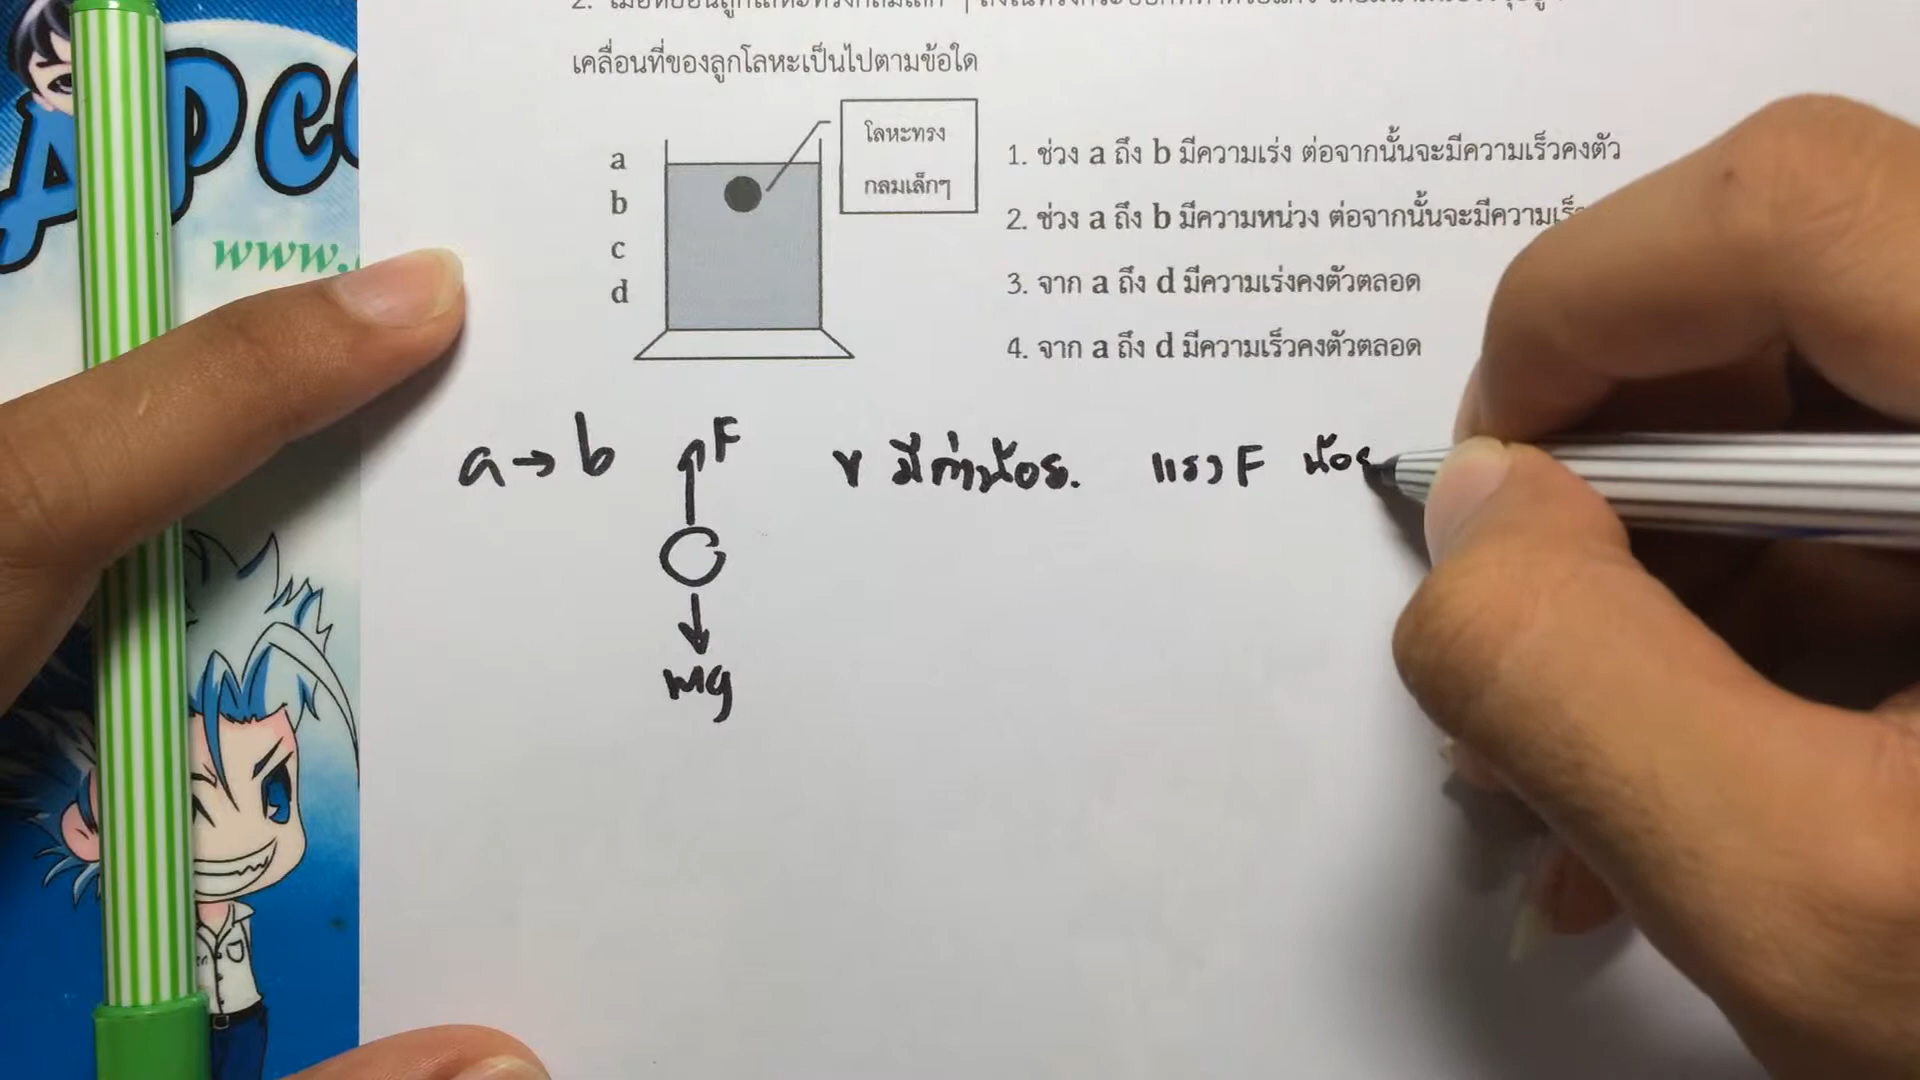 เคลื่อนที่ของลูกโลหะเป็นไปตามข้อใด
โลหะทรง
กลมเล็กๆ
a
b
c
d
1. ช่วง a ถึง b มีความเร่ง ต่อจากนั้นจะมีความเร็วคงตัว
2. ช่วง a ถึง b มีความหน่วง ต่อจากนั้นจะมีความเร็ว
3. จาก a ถึง d มีความเร่งคงตัวตลอด
4. จาก a ถึง d มีความเร็วคงตัวตลอด
a → b F v มีค่าน้อย. แรง F น้อย
mg
www.